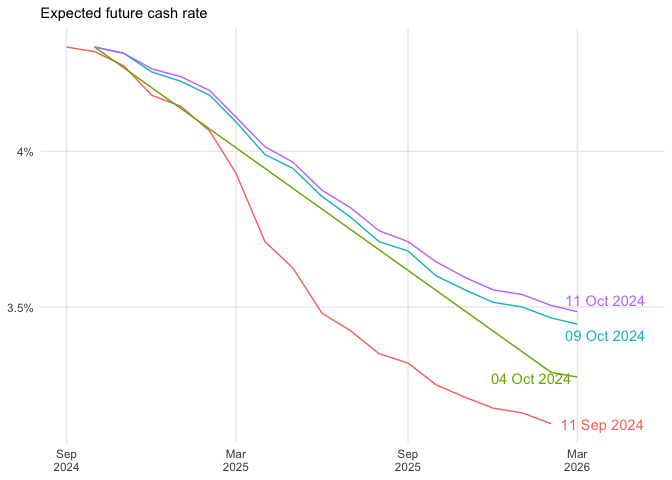 Expected future cash rate
4%
3.5%
11 Oct 2024
09 Oct 2024
04 Oct 2024
11 Sep 2024
Sep
2024
Mar
2025
Sep
2025
Mar
2026